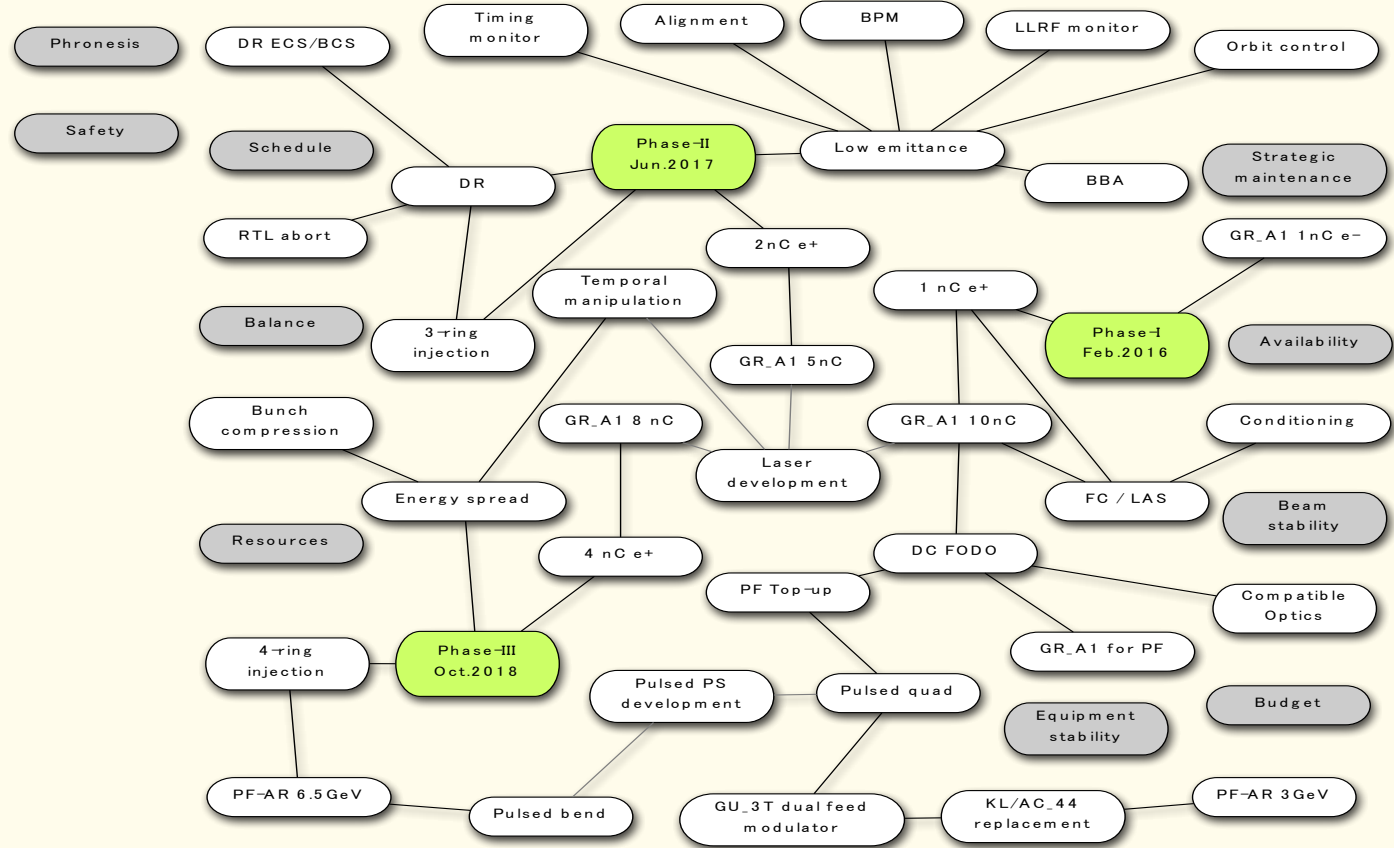 Timing
monitor
Alignment
BPM
LLRF monitor
Orbit control
Phronesis
DR ECS/BCS
Safety
Schedule
Phase-II
Jun.2017
Low emittance
Strategic
maintenance
DR
BBA
RTL abort
2nC e+
GR_A1 1nC e-
Temporal
manipulation
1 nC e+
Balance
3-ring
injection
Phase-I
Feb.2016
Availability
GR_A1 5nC
Bunch
compression
GR_A1 8 nC
GR_A1 10nC
Conditioning
Laser
development
Energy spread
FC / LAS
Beam
stability
Resources
4 nC e+
DC FODO
PF Top-up
Compatible
Optics
4-ring
injection
Phase-III
Oct.2018
GR_A1 for PF
Pulsed PS
development
Pulsed quad
Budget
Equipment
stability
PF-AR 6.5GeV
Pulsed bend
GU_3T dual feed
modulator
KL/AC_44
replacement
PF-AR 3GeV